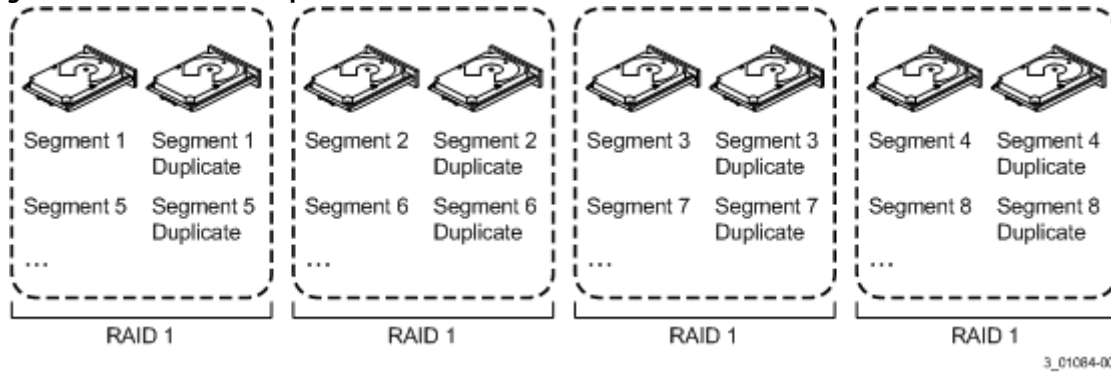 Segment 1 Segment 1 Duplicate
Segment 5 Segment 5 Duplicate
...
Segment 2 Segment 2 Duplicate
Segment 6 Segment 6 Duplicate
...
Segment 3 Segment 3 Duplicate
Segment 7 Segment 7 Duplicate
...
Segment 4 Segment 4 Duplicate
Segment 8 Segment 8 Duplicate
...
RAID 1 RAID 1 RAID 1 RAID 1